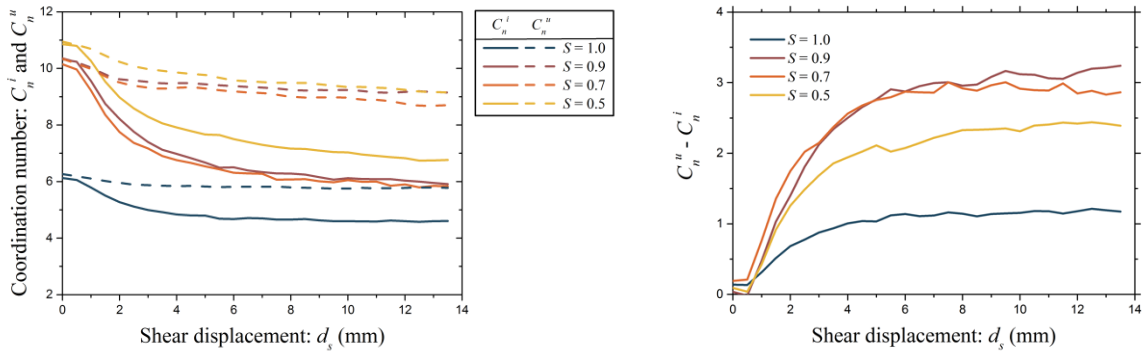 Coordination number: C_n^i and C_n^u
12
10
8
6
4
2
0 2 4 6 8 10 12 14
Shear displacement: d_s (mm)
C_n^i C_n^u
S = 1.0
S = 0.9
S = 0.7
S = 0.5
C_n^u - C_n^i
4
3
2
1
0
0 2 4 6 8 10 12 14
Shear displacement: d_s (mm)
S = 1.0
S = 0.9
S = 0.7
S = 0.5